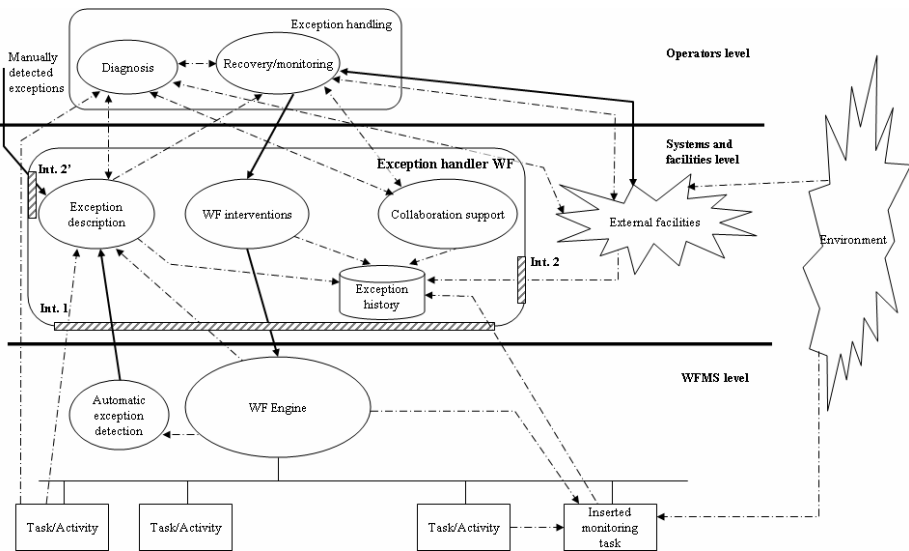 Exception handling
Manually
detected
exceptions
Diagnosis
Recovery/monitoring
Operators level
Systems and
facilities level
Int. 2'
Exception handler WF
Exception
description
WF interventions
Collaboration support
External facilities
Environment
Int. 2
Exception
history
Int. 1
WFMS level
Automatic
exception
detection
WF Engine
Task/Activity
Task/Activity
Task/Activity
Inserted
monitoring
task